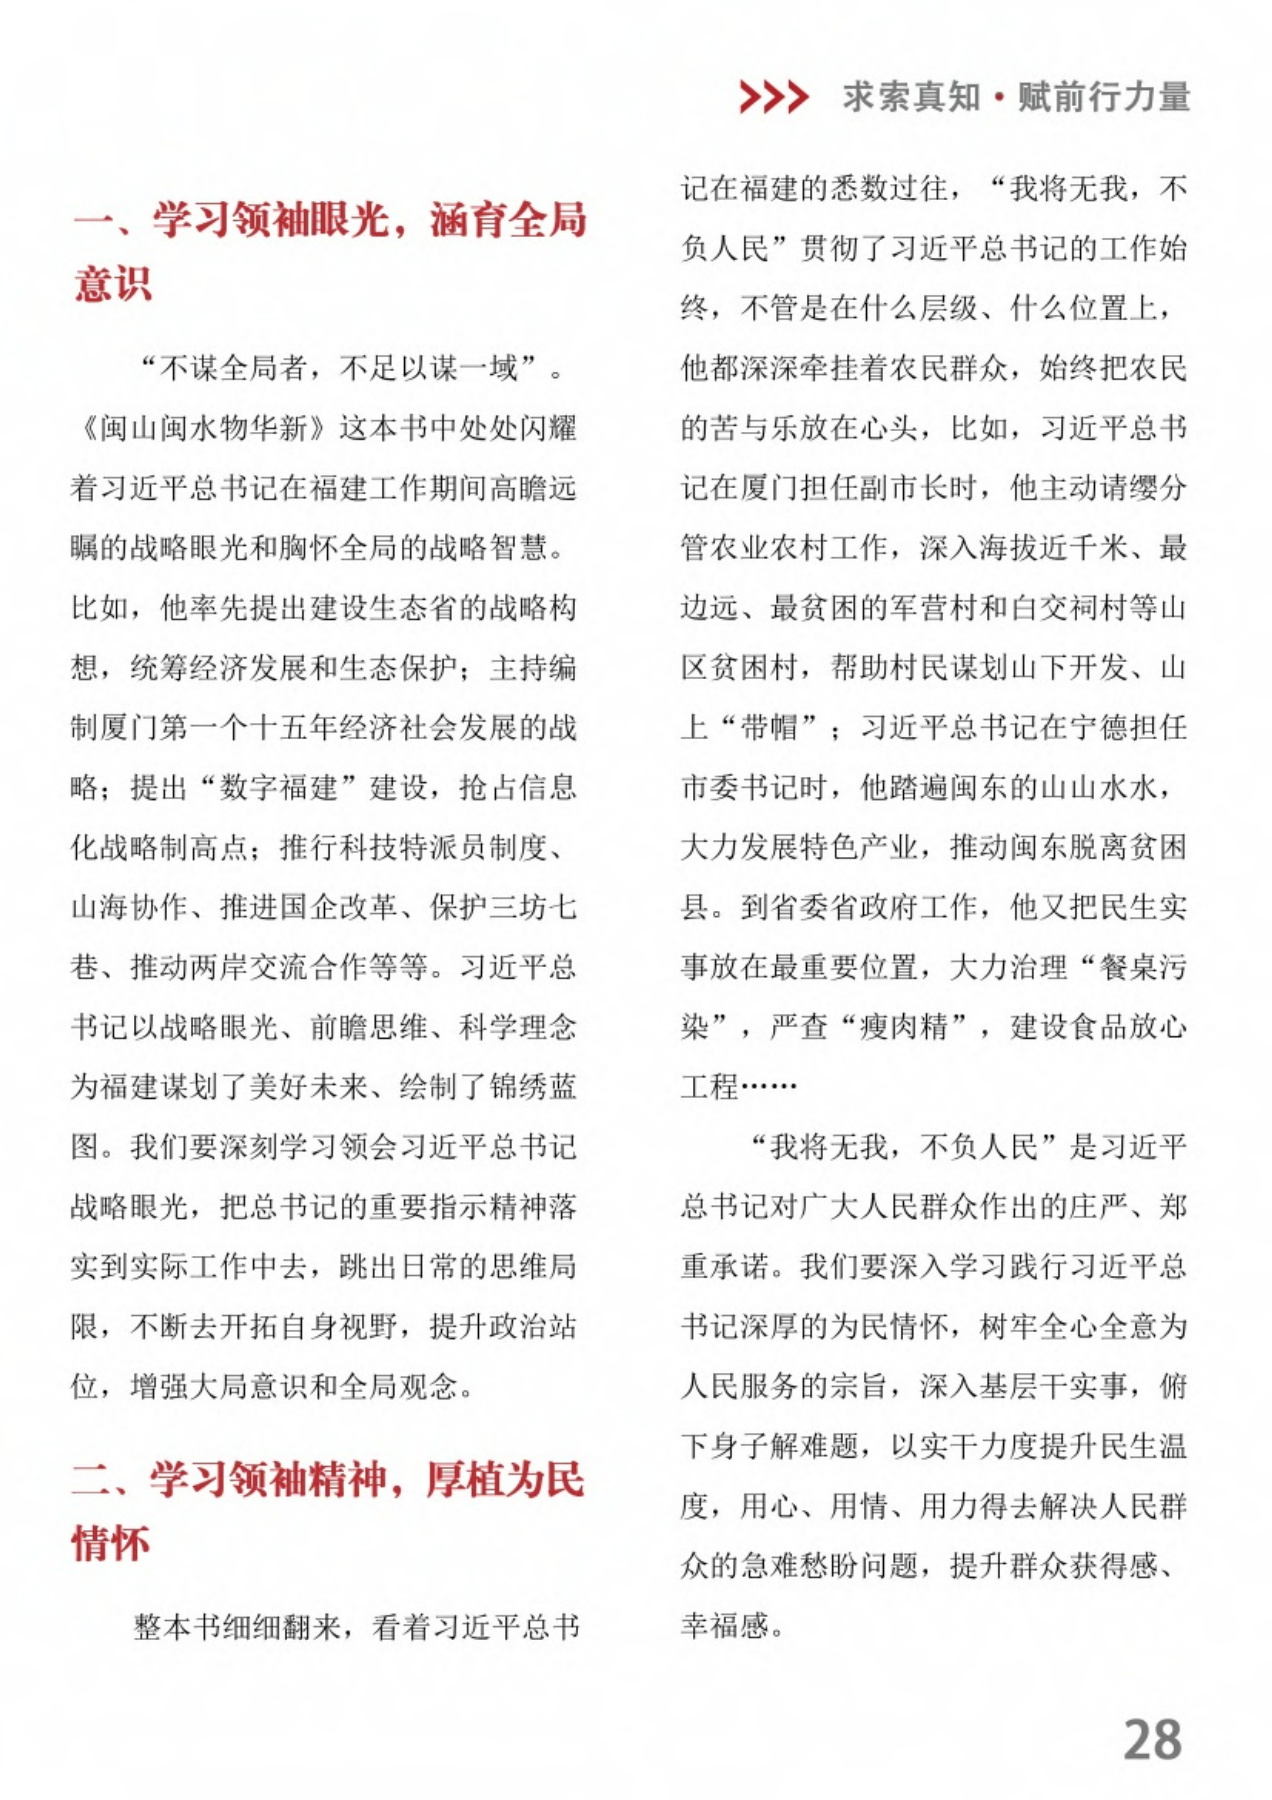 求索真知·赋前行力量
一、学习领袖眼光，涵育全局
意识
“不谋全局者，不足以谋一域”。
《闽山闽水物华新》这本书中处处闪耀
着习近平总书记在福建工作期间高瞻远
瞩的战略眼光和胸怀全局的战略智慧。
比如，他率先提出建设生态省的战略构
想，统筹经济发展和生态保护；主持编
制厦门第一个十五年经济社会发展的战
略；提出“数字福建”建设，抢占信息
化战略制高点；推行科技特派员制度、
山海协作、推进国企改革、保护三坊七
巷、推动两岸交流合作等等。习近平总
书记以战略眼光、前瞻思维、科学理念
为福建谋划了美好未来、绘制了锦绣蓝
图。我们要深刻学习领会习近平总书记
战略眼光，把总书记的重要指示精神落
实到实际工作中去，跳出日常的思维局
限，不断去开拓自身视野，提升政治站
位，增强大局意识和全局观念。
二、学习领袖精神，厚植为民
情怀
整本书细细翻来，看着习近平总书
记在福建的悉数过往，“我将无我，不
负人民”贯彻了习近平总书记的工作始
终，不管是在什么层级、什么位置上，
他都深深牵挂着农民群众，始终把农民
的苦与乐放在心头，比如，习近平总书
记在厦门担任副市长时，他主动请缨分
管农业农村工作，深入海拔近千米、最
边远、最贫困的军营村和白交祠村等山
区贫困村，帮助村民谋划山下开发、山
上“带帽”；习近平总书记在宁德担任
市委书记时，他踏遍闽东的山山水水，
大力发展特色产业，推动闽东脱离贫困
县。到省委省政府工作，他又把民生实
事放在最重要位置，大力治理“餐桌污
染”，严查“瘦肉精”，建设食品放心
工程……
“我将无我，不负人民”是习近平
总书记对广大人民群众作出的庄严、郑
重承诺。我们要深入学习践行习近平总
书记深厚的为民情怀，树牢全心全意为
人民服务的宗旨，深入基层干实事，俯
下身子解难题，以实干力度提升民生温
度，用心、用情、用力得去解决人民群
众的急难愁盼问题，提升群众获得感、
幸福感。
28